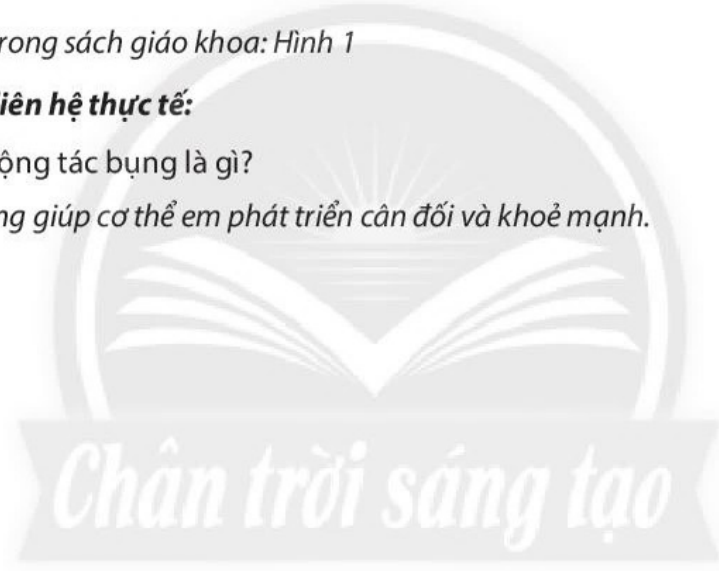 rong sách giáo khoa: Hình 1
iên hệ thực tế:
ộng tác bụng là gì?
ng giúp cơ thể em phát triển cân đối và khoẻ mạnh.
Chân trời sáng tạo